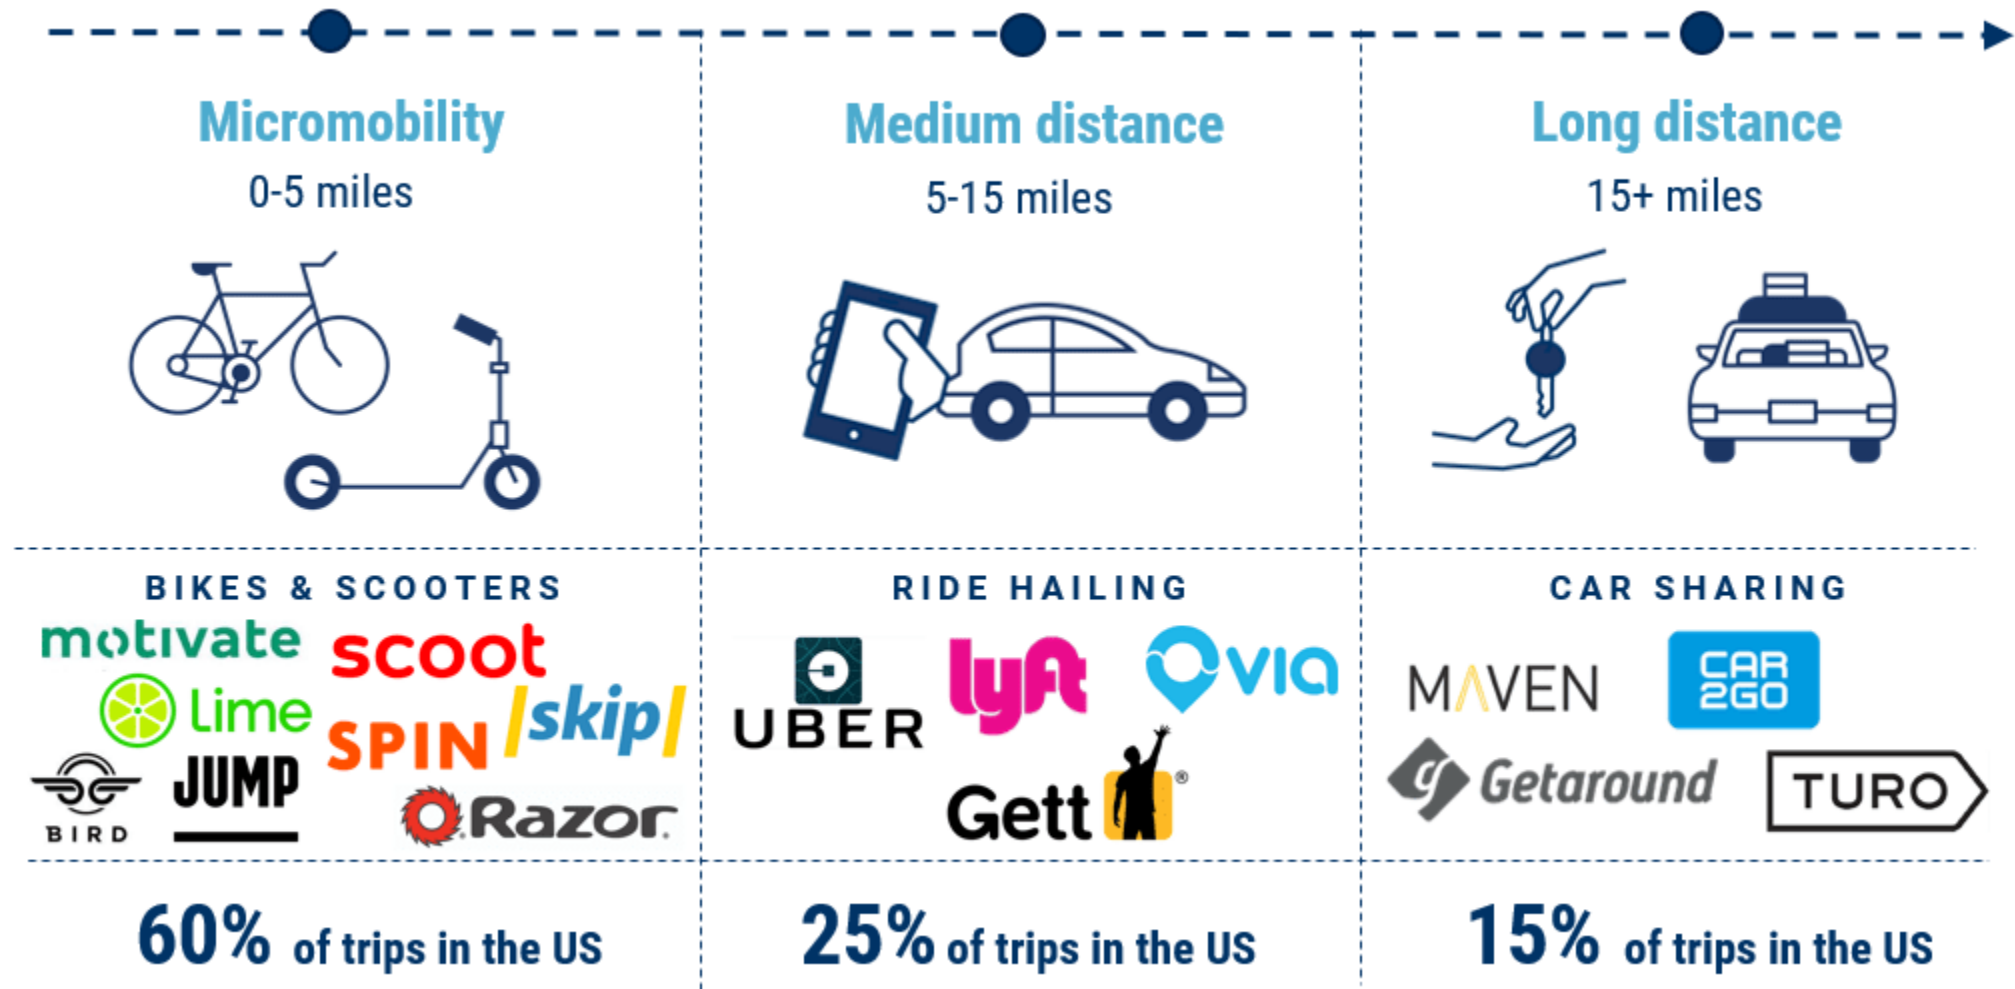 Micromobility
0-5 miles
BIKES & SCOOTERS
motivate
scoot
Lime
SPIN
/skip/
BIRD
JUMP
Razor
60% of trips in the US
Medium distance
5-15 miles
RIDE HAILING
UBER
lyft
via
Gett®
25% of trips in the US
Long distance
15+ miles
CAR SHARING
MAVEN
CAR
2GO
Getaround
TURO
15% of trips in the US